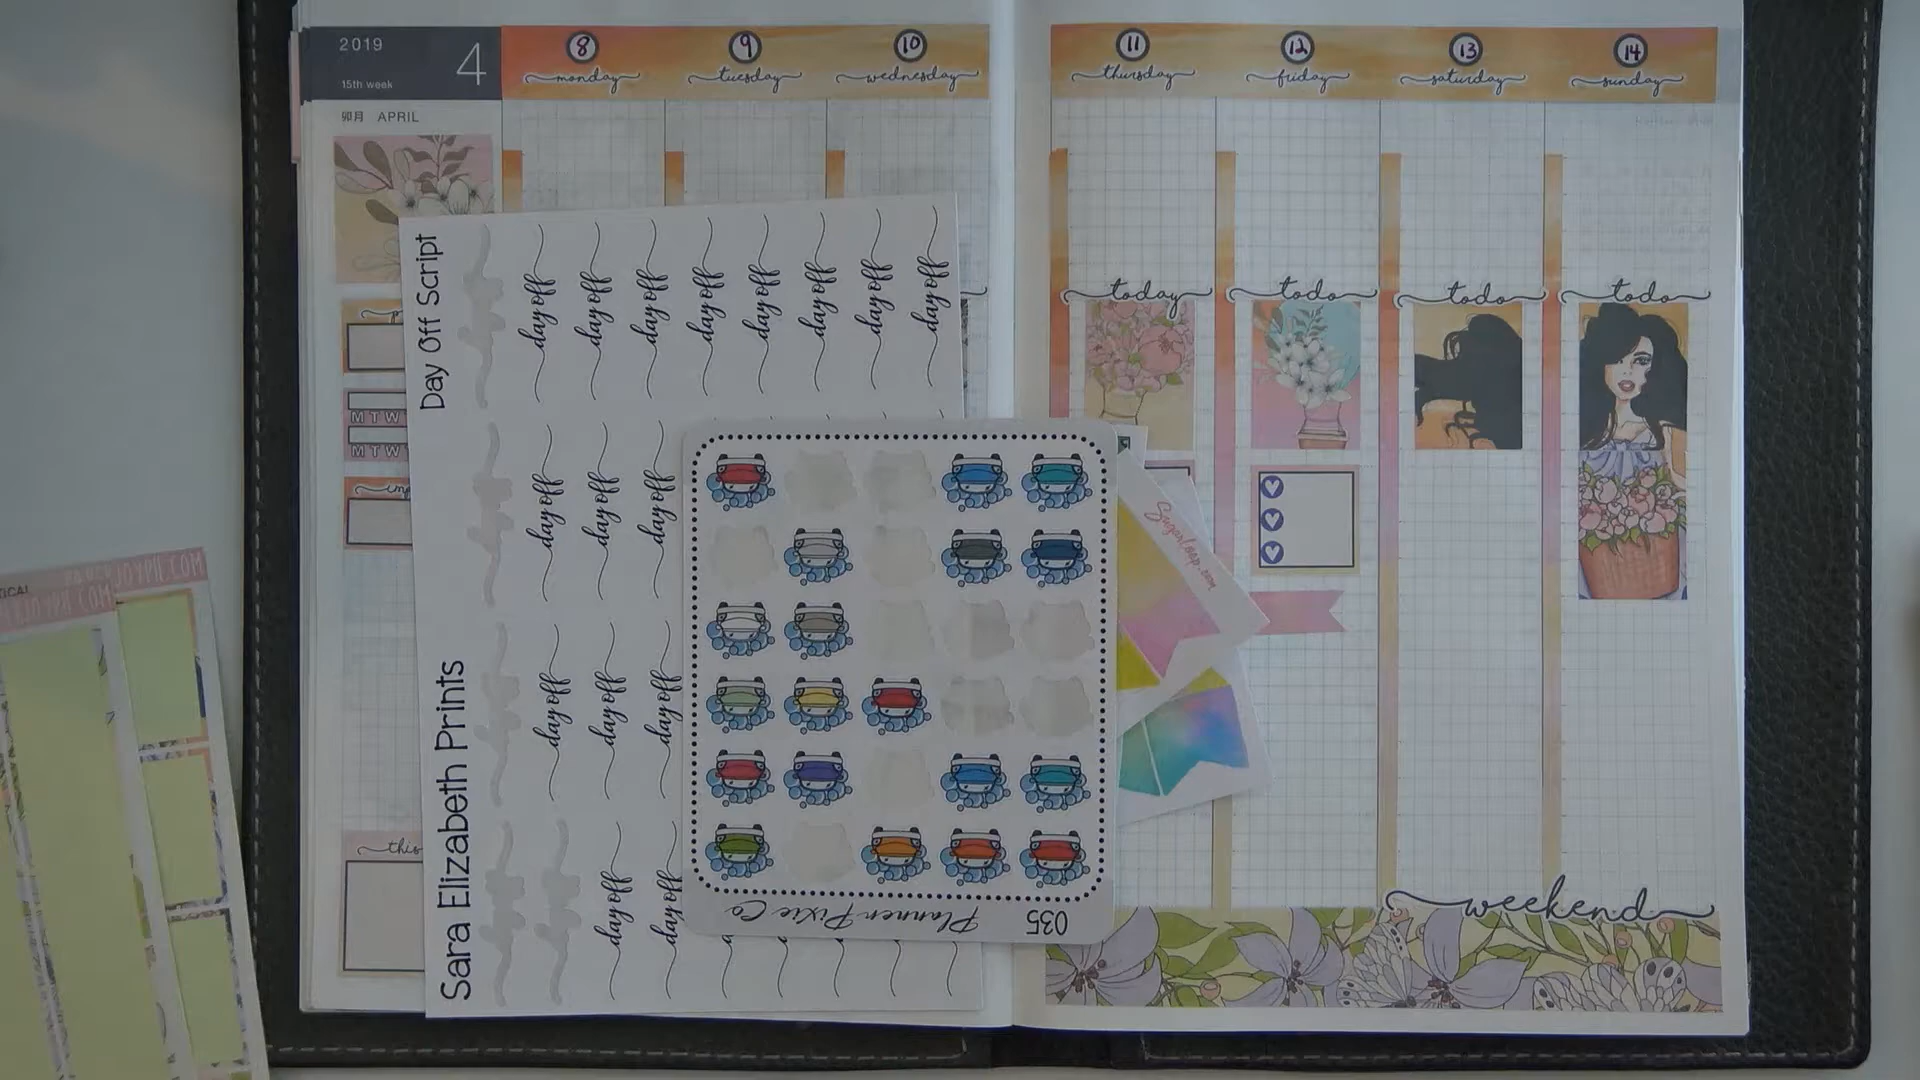 2019 4
15th week
卯月 APRIL
8 monday
9 tuesday
10 wednesday
11 thursday
12 friday
13 saturday
14 sunday
today
todo
todo
todo
M T W
M T W
this
weekend
Day Off Script
Sara Elizabeth Prints
day off day off day off day off day off day off day off day off
day off day off day off
day off day off day off
day off day off
035 Planner Pixie Co